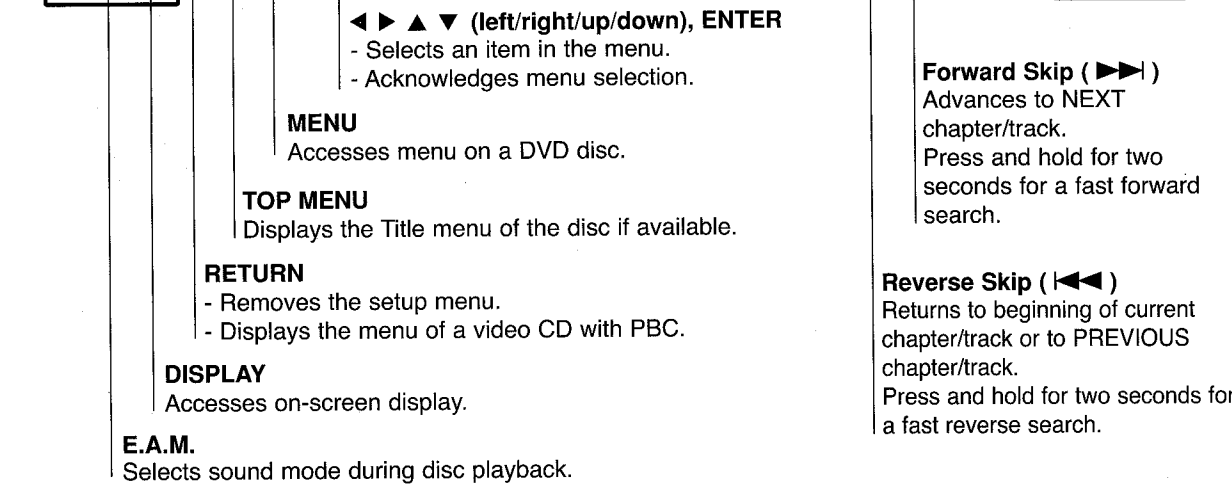 ◀ ▶ ▲ ▼ (left/right/up/down), ENTER
- Selects an item in the menu.
- Acknowledges menu selection.
MENU
Accesses menu on a DVD disc.
TOP MENU
Displays the Title menu of the disc if available.
RETURN
- Removes the setup menu.
- Displays the menu of a video CD with PBC.
DISPLAY
Accesses on-screen display.
E.A.M.
Selects sound mode during disc playback.
Forward Skip ( ▶▶| )
Advances to NEXT
chapter/track.
Press and hold for two
seconds for a fast forward
search.
Reverse Skip ( |◀◀ )
Returns to beginning of current
chapter/track or to PREVIOUS
chapter/track.
Press and hold for two seconds for
a fast reverse search.